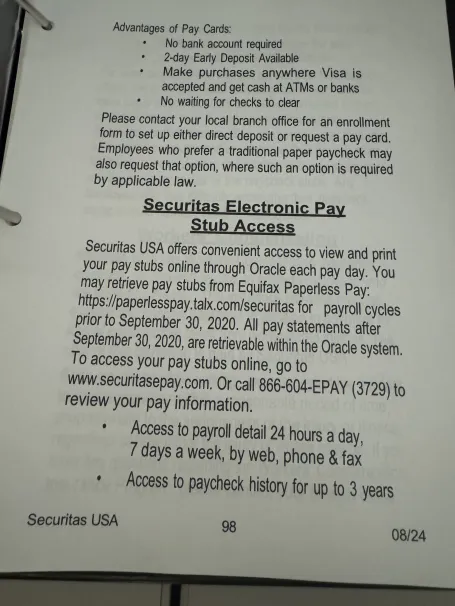 Advantages of Pay Cards:
• No bank account required
• 2-day Early Deposit Available
• Make purchases anywhere Visa is
accepted and get cash at ATMs or banks
• No waiting for checks to clear
Please contact your local branch office for an enrollment
form to set up either direct deposit or request a pay card.
Employees who prefer a traditional paper paycheck may
also request that option, where such an option is required
by applicable law.
Securitas Electronic Pay
Stub Access
Securitas USA offers convenient access to view and print
your pay stubs online through Oracle each pay day. You
may retrieve pay stubs from Equifax Paperless Pay:
https://paperlesspay.talx.com/securitas for payroll cycles
prior to September 30, 2020. All pay statements after
September 30, 2020, are retrievable within the Oracle system.
To access your pay stubs online, go to
www.securitasepay.com. Or call 866-604-EPAY (3729) to
review your pay information.
• Access to payroll detail 24 hours a day,
7 days a week, by web, phone & fax
• Access to paycheck history for up to 3 years
Securitas USA
98
08/24